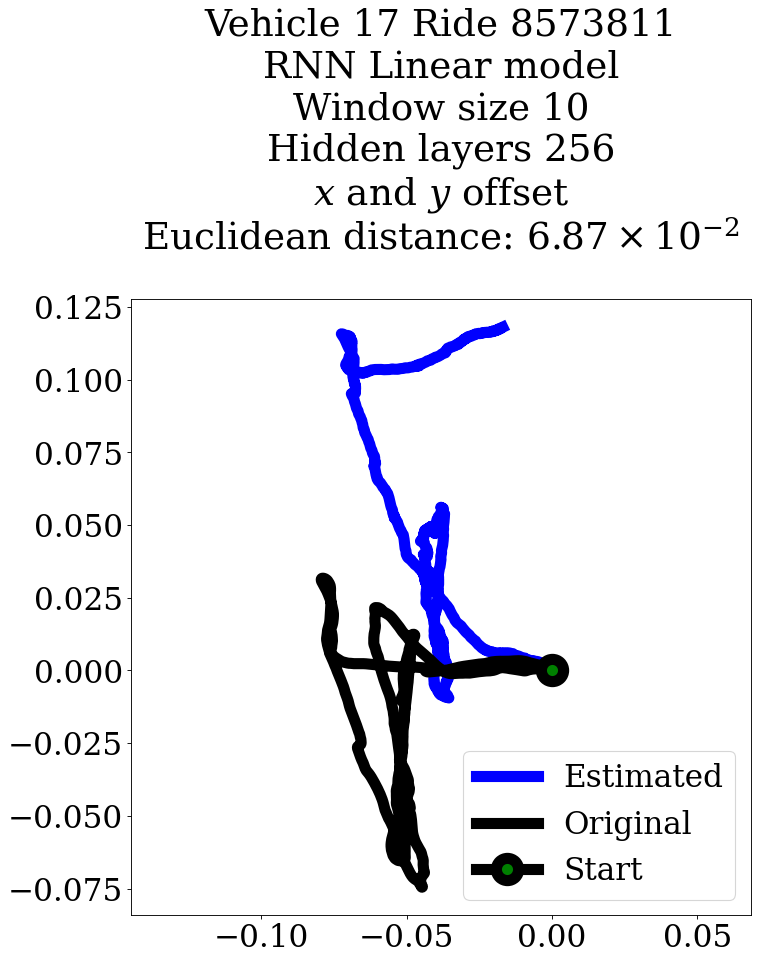 Vehicle 17 Ride 8573811
RNN Linear model
Window size 10
Hidden layers 256
x and y offset
Euclidean distance: 6.87 × 10⁻²
0.125
0.100
0.075
0.050
0.025
0.000
−0.025
−0.050
−0.075
Estimated
Original
Start
−0.10
−0.05
0.00
0.05